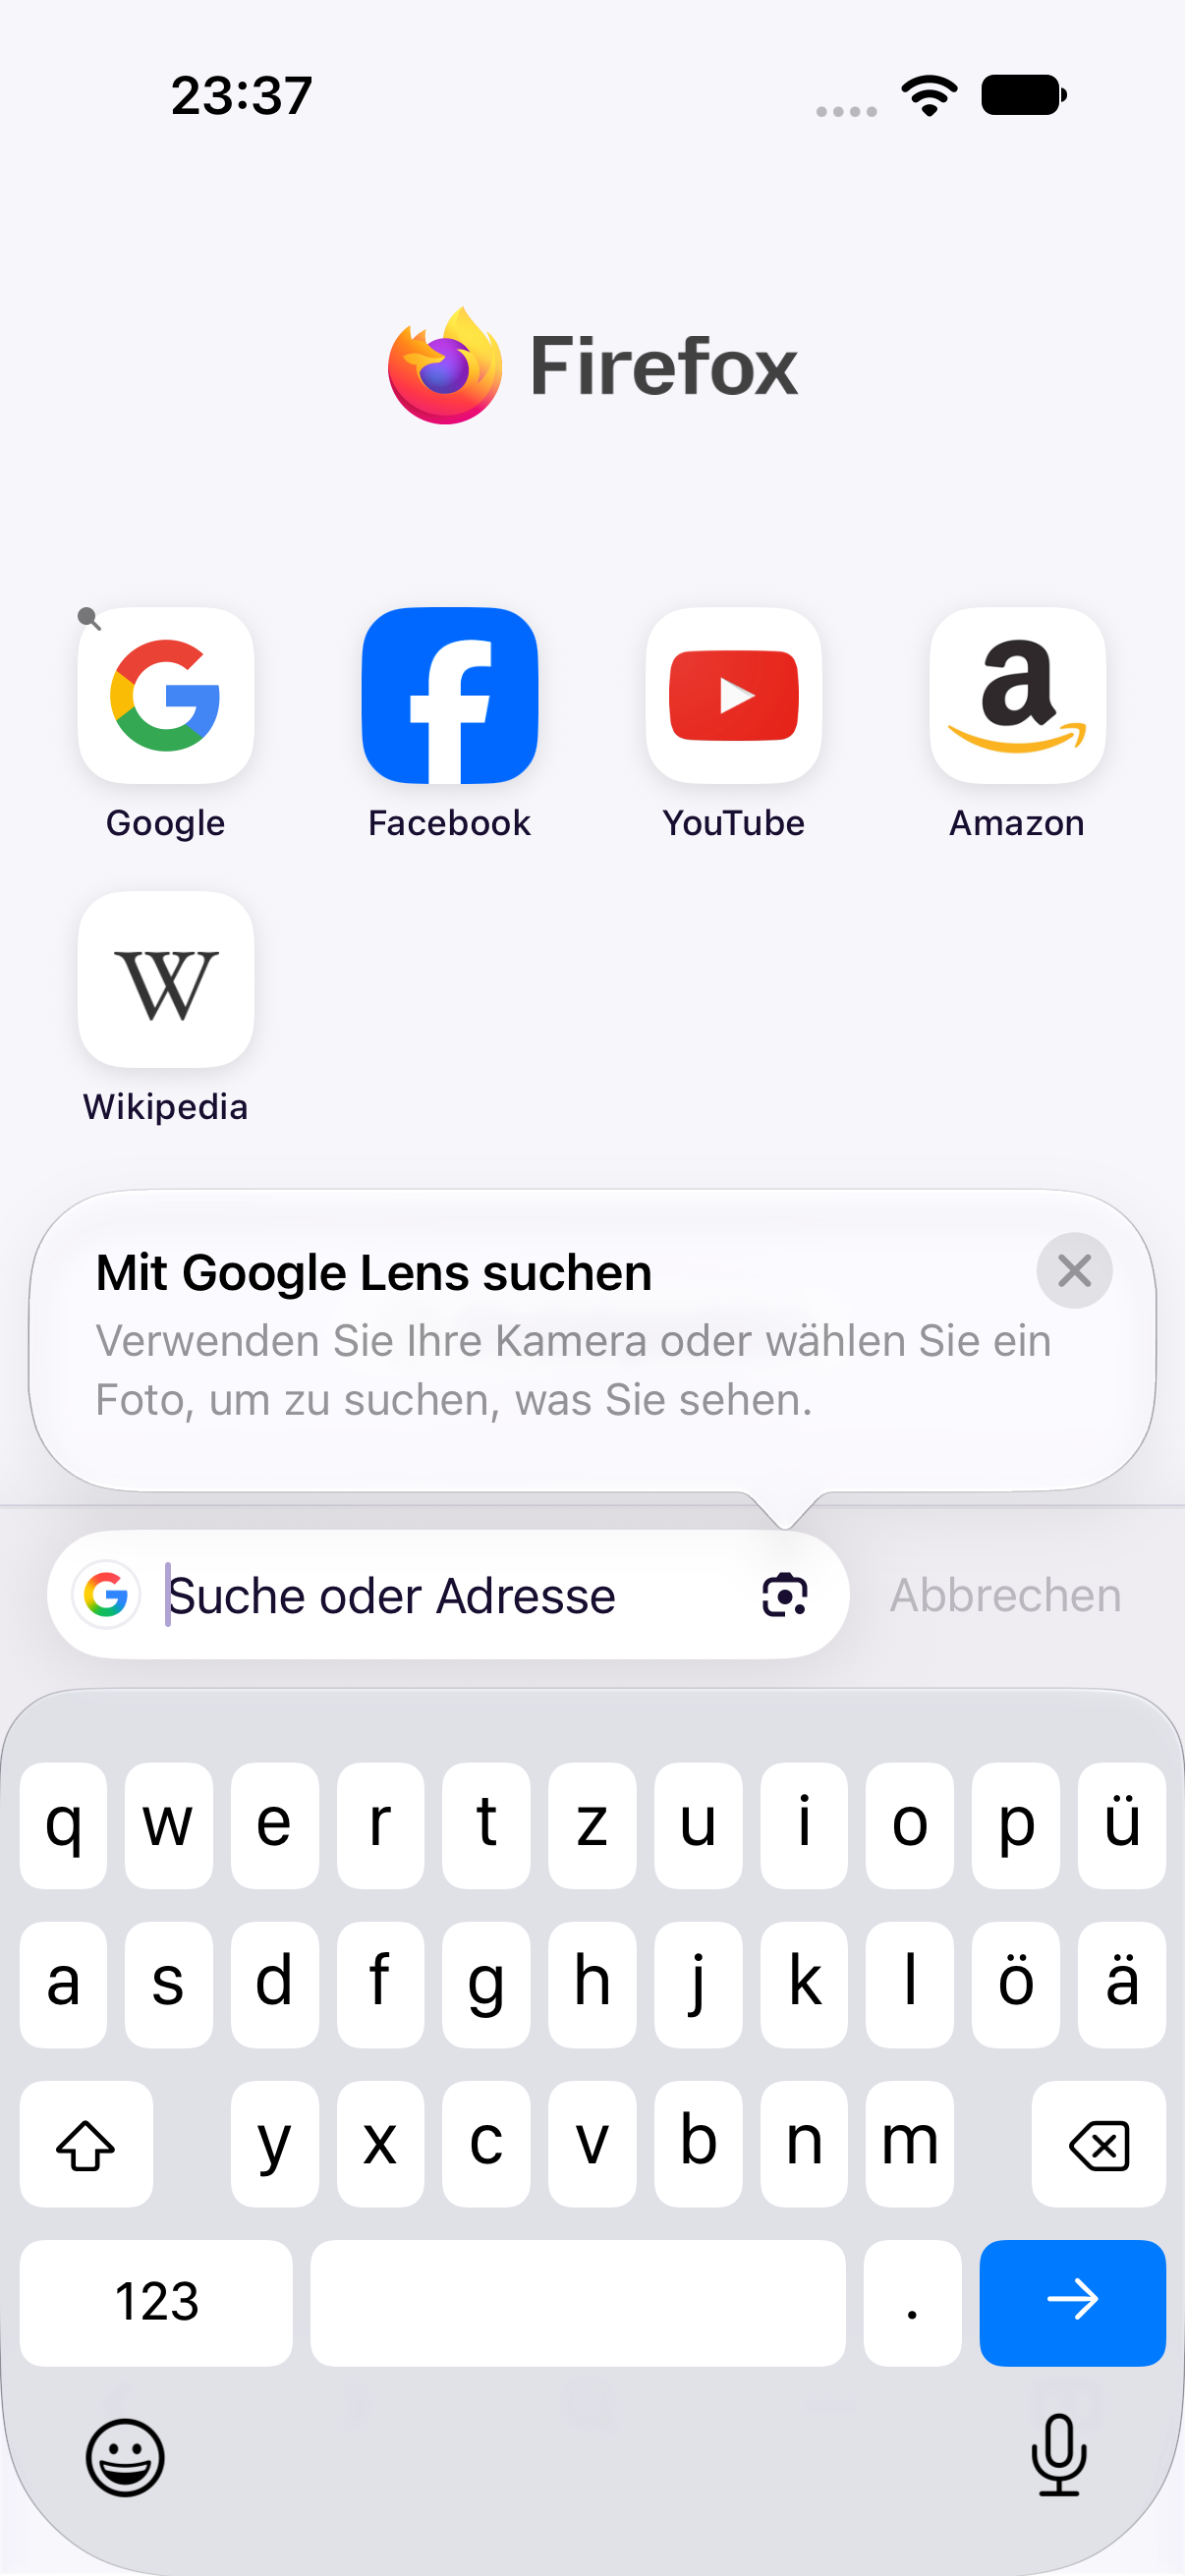 23:37
Firefox
Google
Facebook
YouTube
Amazon
W
Wikipedia
Mit Google Lens suchen
Verwenden Sie Ihre Kamera oder wählen Sie ein
Foto, um zu suchen, was Sie sehen.
Suche oder Adresse
Abbrechen
q w e r t z u i o p ü
a s d f g h j k l ö ä
y x c v b n m
123 .